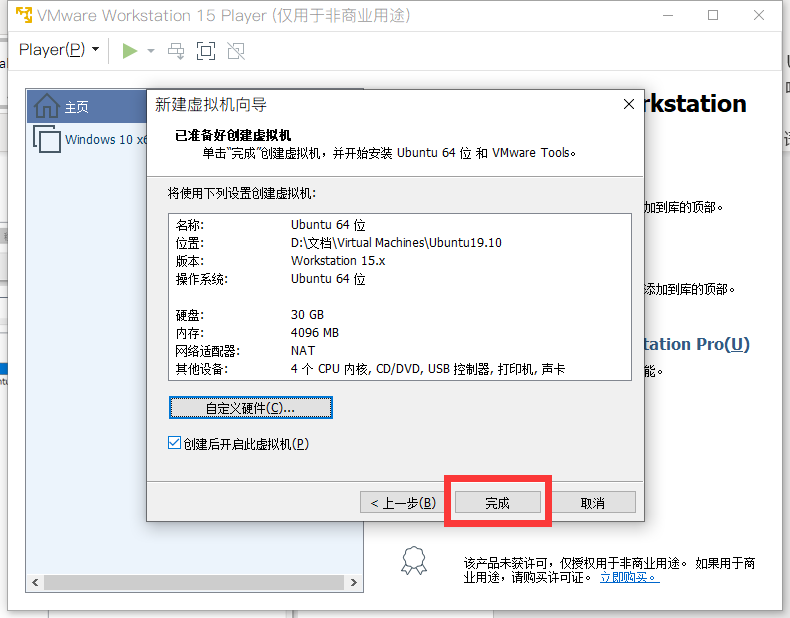 VMware Workstation 15 Player (仅用于非商业用途)
Player(P)
主页
Windows 10 x6
新建虚拟机向导
rkstation
已准备好创建虚拟机
单击“完成”创建虚拟机，并开始安装 Ubuntu 64 位 和 VMware Tools。
将使用下列设置创建虚拟机:
名称: Ubuntu 64 位
位置: D:\文档\Virtual Machines\Ubuntu19.10
版本: Workstation 15.x
操作系统: Ubuntu 64 位
硬盘: 30 GB
内存: 4096 MB
网络适配器: NAT
其他设备: 4 个 CPU 内核, CD/DVD, USB 控制器, 打印机, 声卡
加到库的顶部。
添加到库的顶部。
tation Pro(U)
能。
自定义硬件(C)...
创建后开启此虚拟机(P)
< 上一步(B)
完成
取消
该产品未获许可，仅授权用于非商业用途。 如果用于商
业用途，请购买许可证。 立即购买。